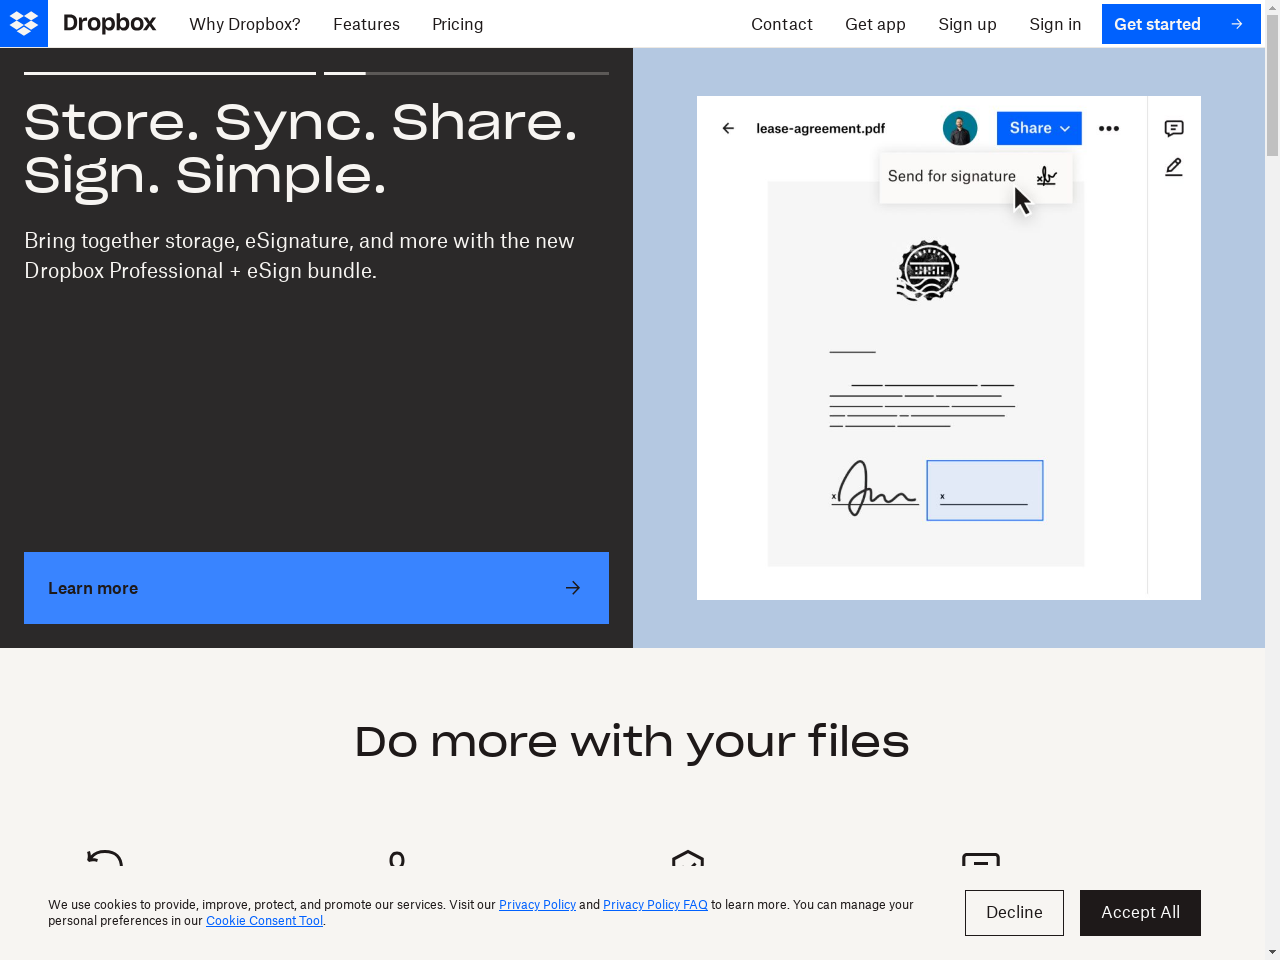 Dropbox
Why Dropbox?
Features
Pricing
Contact
Get app
Sign up
Sign in
Get started
Store. Sync. Share.
Sign. Simple.
Bring together storage, eSignature, and more with the new
Dropbox Professional + eSign bundle.
Learn more
lease-agreement.pdf
Share
Send for signature
x
x
Do more with your files
We use cookies to provide, improve, protect, and promote our services. Visit our Privacy Policy and Privacy Policy FAQ to learn more. You can manage your
personal preferences in our Cookie Consent Tool.
Decline
Accept All